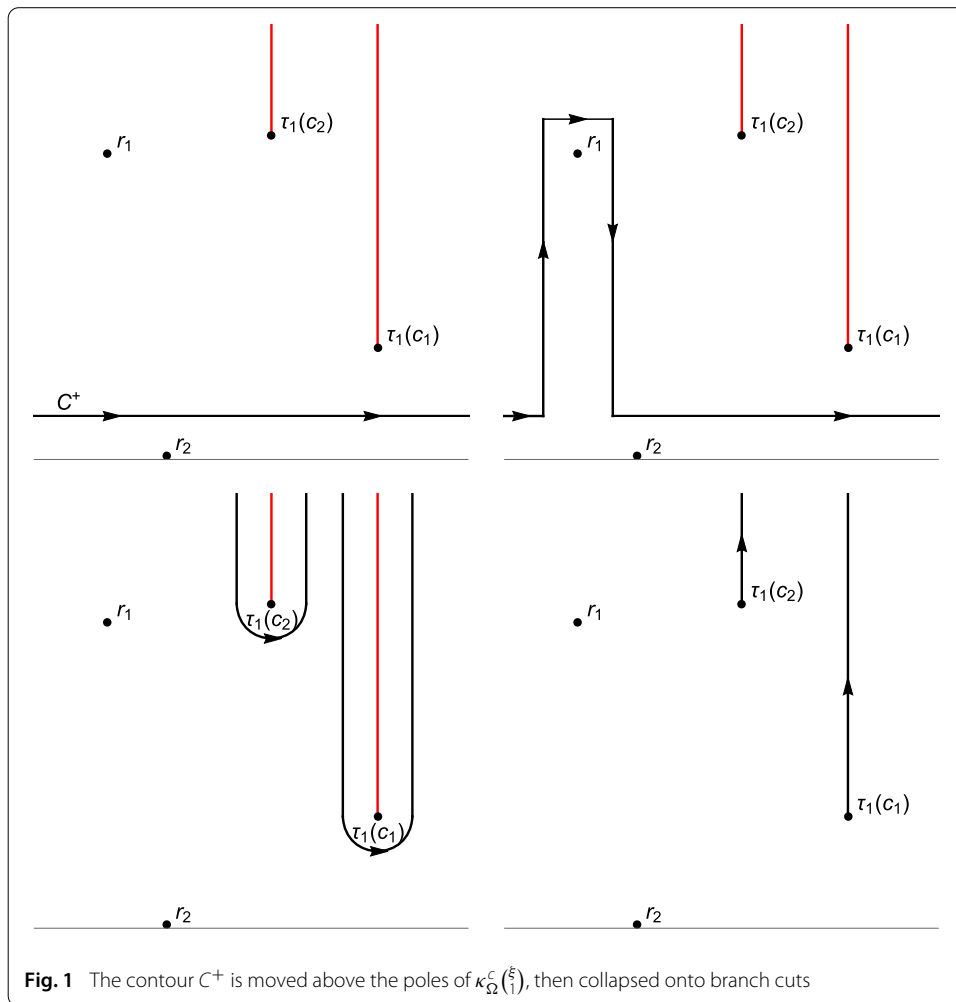 τ₁(c₂)
τ₁(c₂)
r₁
r₁
τ₁(c₁)
τ₁(c₁)
C⁺
r₂
r₂
τ₁(c₂)
r₁
τ₁(c₂)
r₁
τ₁(c₁)
τ₁(c₁)
r₂
r₂
Fig. 1 The contour C⁺ is moved above the poles of κ_Ω^C(ξ 1), then collapsed onto branch cuts